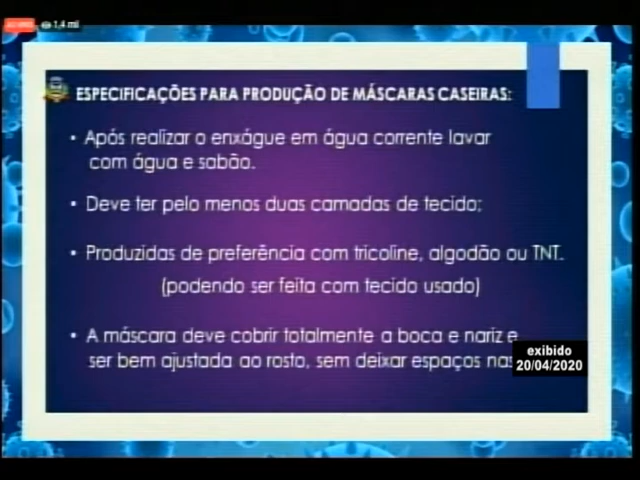 1,4 mil
ESPECIFICAÇÕES PARA PRODUÇÃO DE MÁSCARAS CASEIRAS:
• Após realizar o enxágue em água corrente lavar
com água e sabão.
• Deve ter pelo menos duas camadas de tecido;
• Produzidas de preferência com tricoline, algodão ou TNT.
(podendo ser feita com tecido usado)
• A máscara deve cobrir totalmente a boca e nariz e
ser bem ajustada ao rosto, sem deixar espaços nas
exibido
20/04/2020